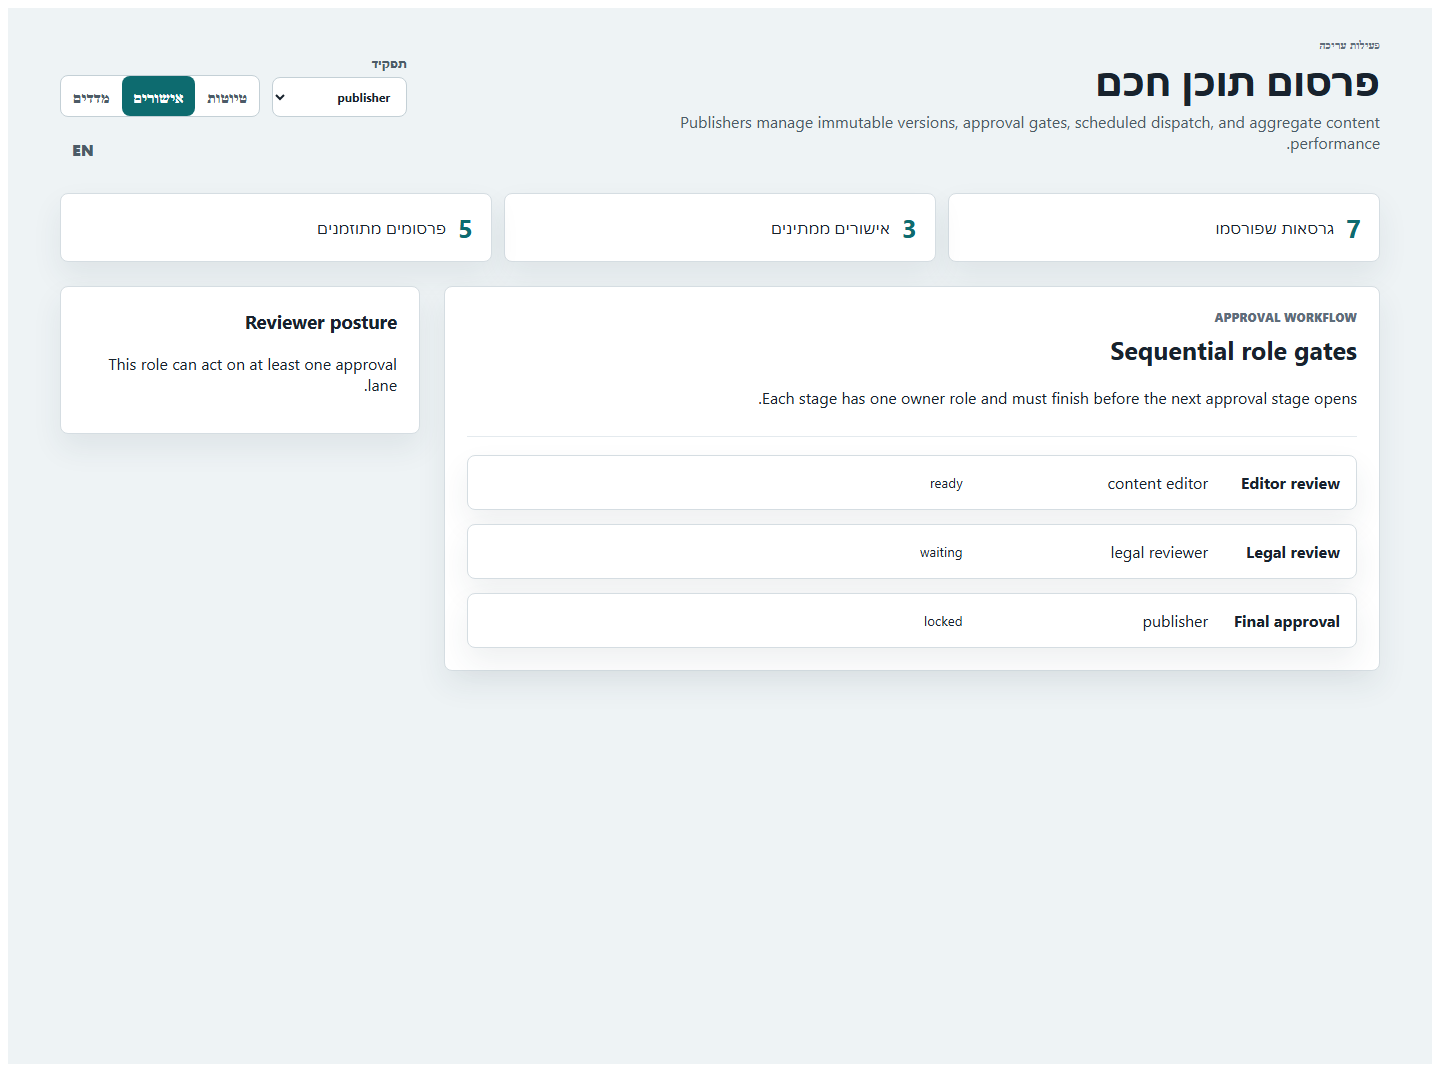 פעילות עריכה
פרסום תוכן חכם
Publishers manage immutable versions, approval gates, scheduled dispatch, and aggregate content
performance.
תפקיד
publisher
טיוטות
אישורים
מדדים
EN
7 גרסאות שפורסמו
3 אישורים ממתינים
5 פרסומים מתוזמנים
APPROVAL WORKFLOW
Sequential role gates
Each stage has one owner role and must finish before the next approval stage opens.
Editor review content editor ready
Legal review legal reviewer waiting
Final approval publisher locked
Reviewer posture
This role can act on at least one approval
lane.